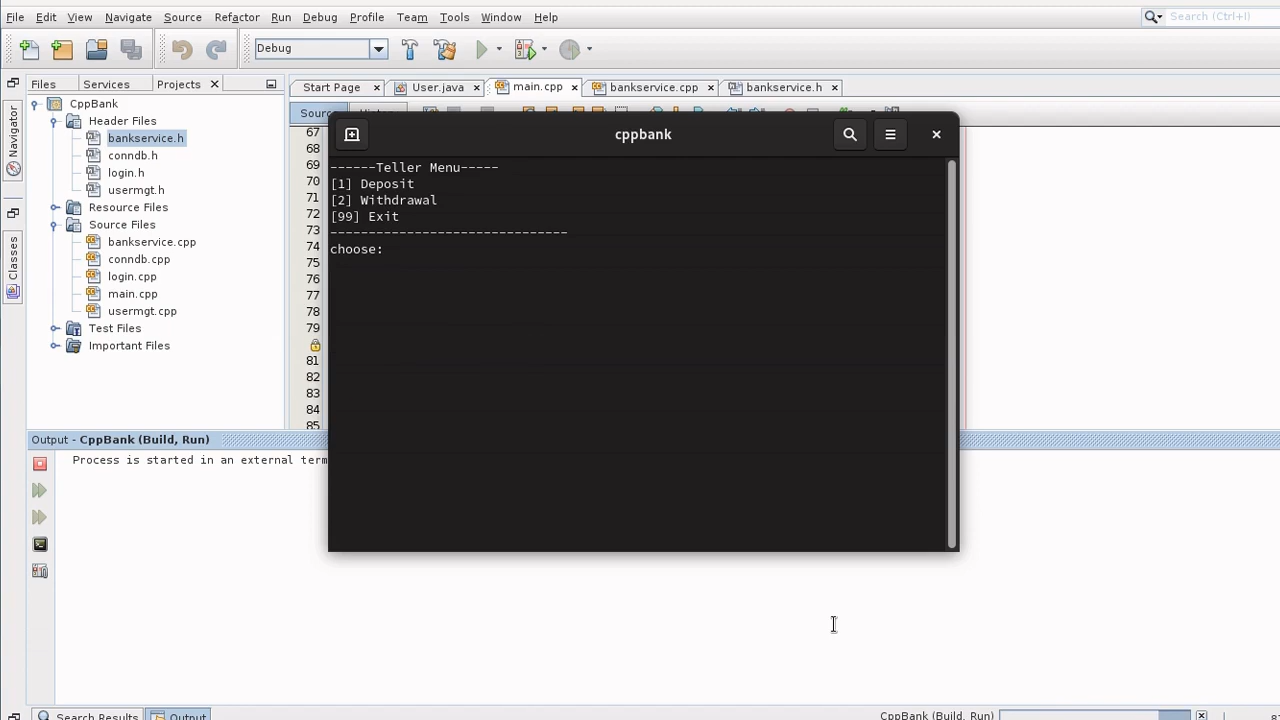 File Edit View Navigate Source Refactor Run Debug Profile Team Tools Window Help
Search (Ctrl+I)
Debug
Files Services Projects
Start Page User.java main.cpp bankservice.cpp bankservice.h
Navigator
Classes
CppBank
Header Files
bankservice.h
conndb.h
login.h
usermgt.h
Resource Files
Source Files
bankservice.cpp
conndb.cpp
login.cpp
main.cpp
usermgt.cpp
Test Files
Important Files
67
68
69
70
71
72
73
74
75
76
77
78
79
81
82
83
84
85
cppbank
------Teller Menu-----
[1] Deposit
[2] Withdrawal
[99] Exit
-------------------------------
choose:
Output - CppBank (Build, Run)
Process is started in an external term
Search Results Output
CppBank (Build, Run)